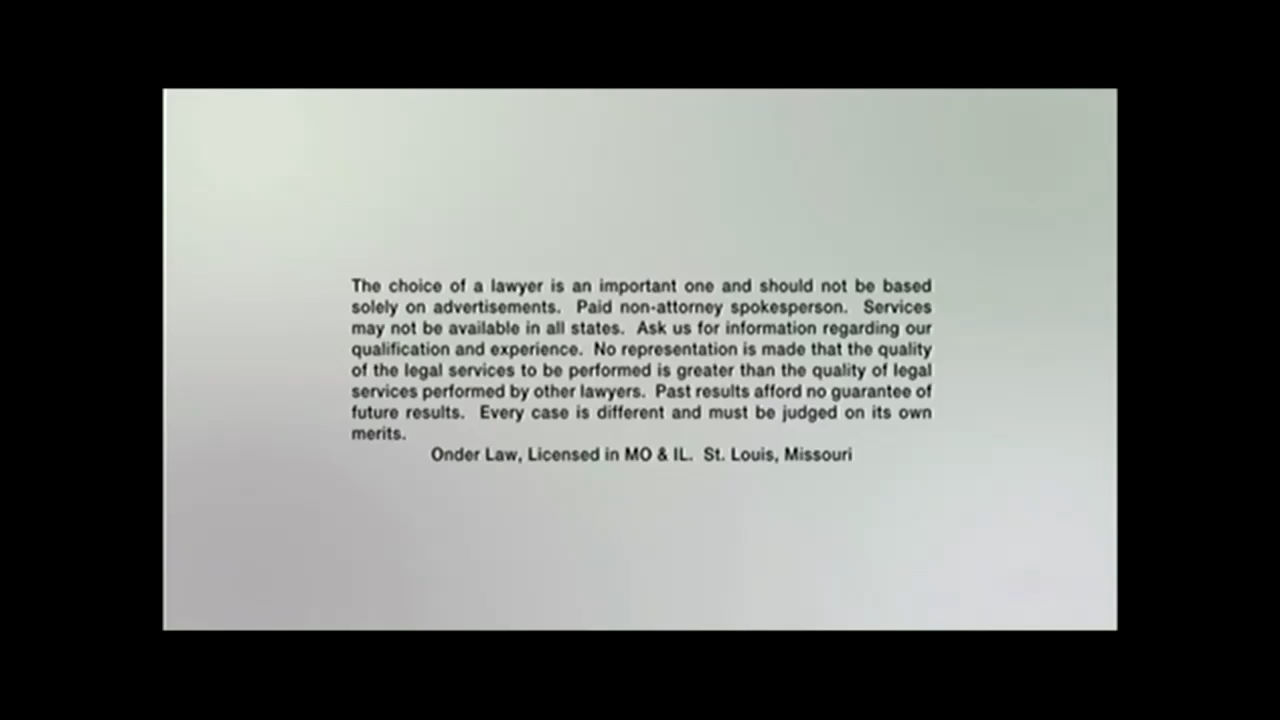 The choice of a lawyer is an important one and should not be based
solely on advertisements. Paid non-attorney spokesperson. Services
may not be available in all states. Ask us for information regarding our
qualification and experience. No representation is made that the quality
of the legal services to be performed is greater than the quality of legal
services performed by other lawyers. Past results afford no guarantee of
future results. Every case is different and must be judged on its own
merits.
Onder Law, Licensed in MO & IL. St. Louis, Missouri